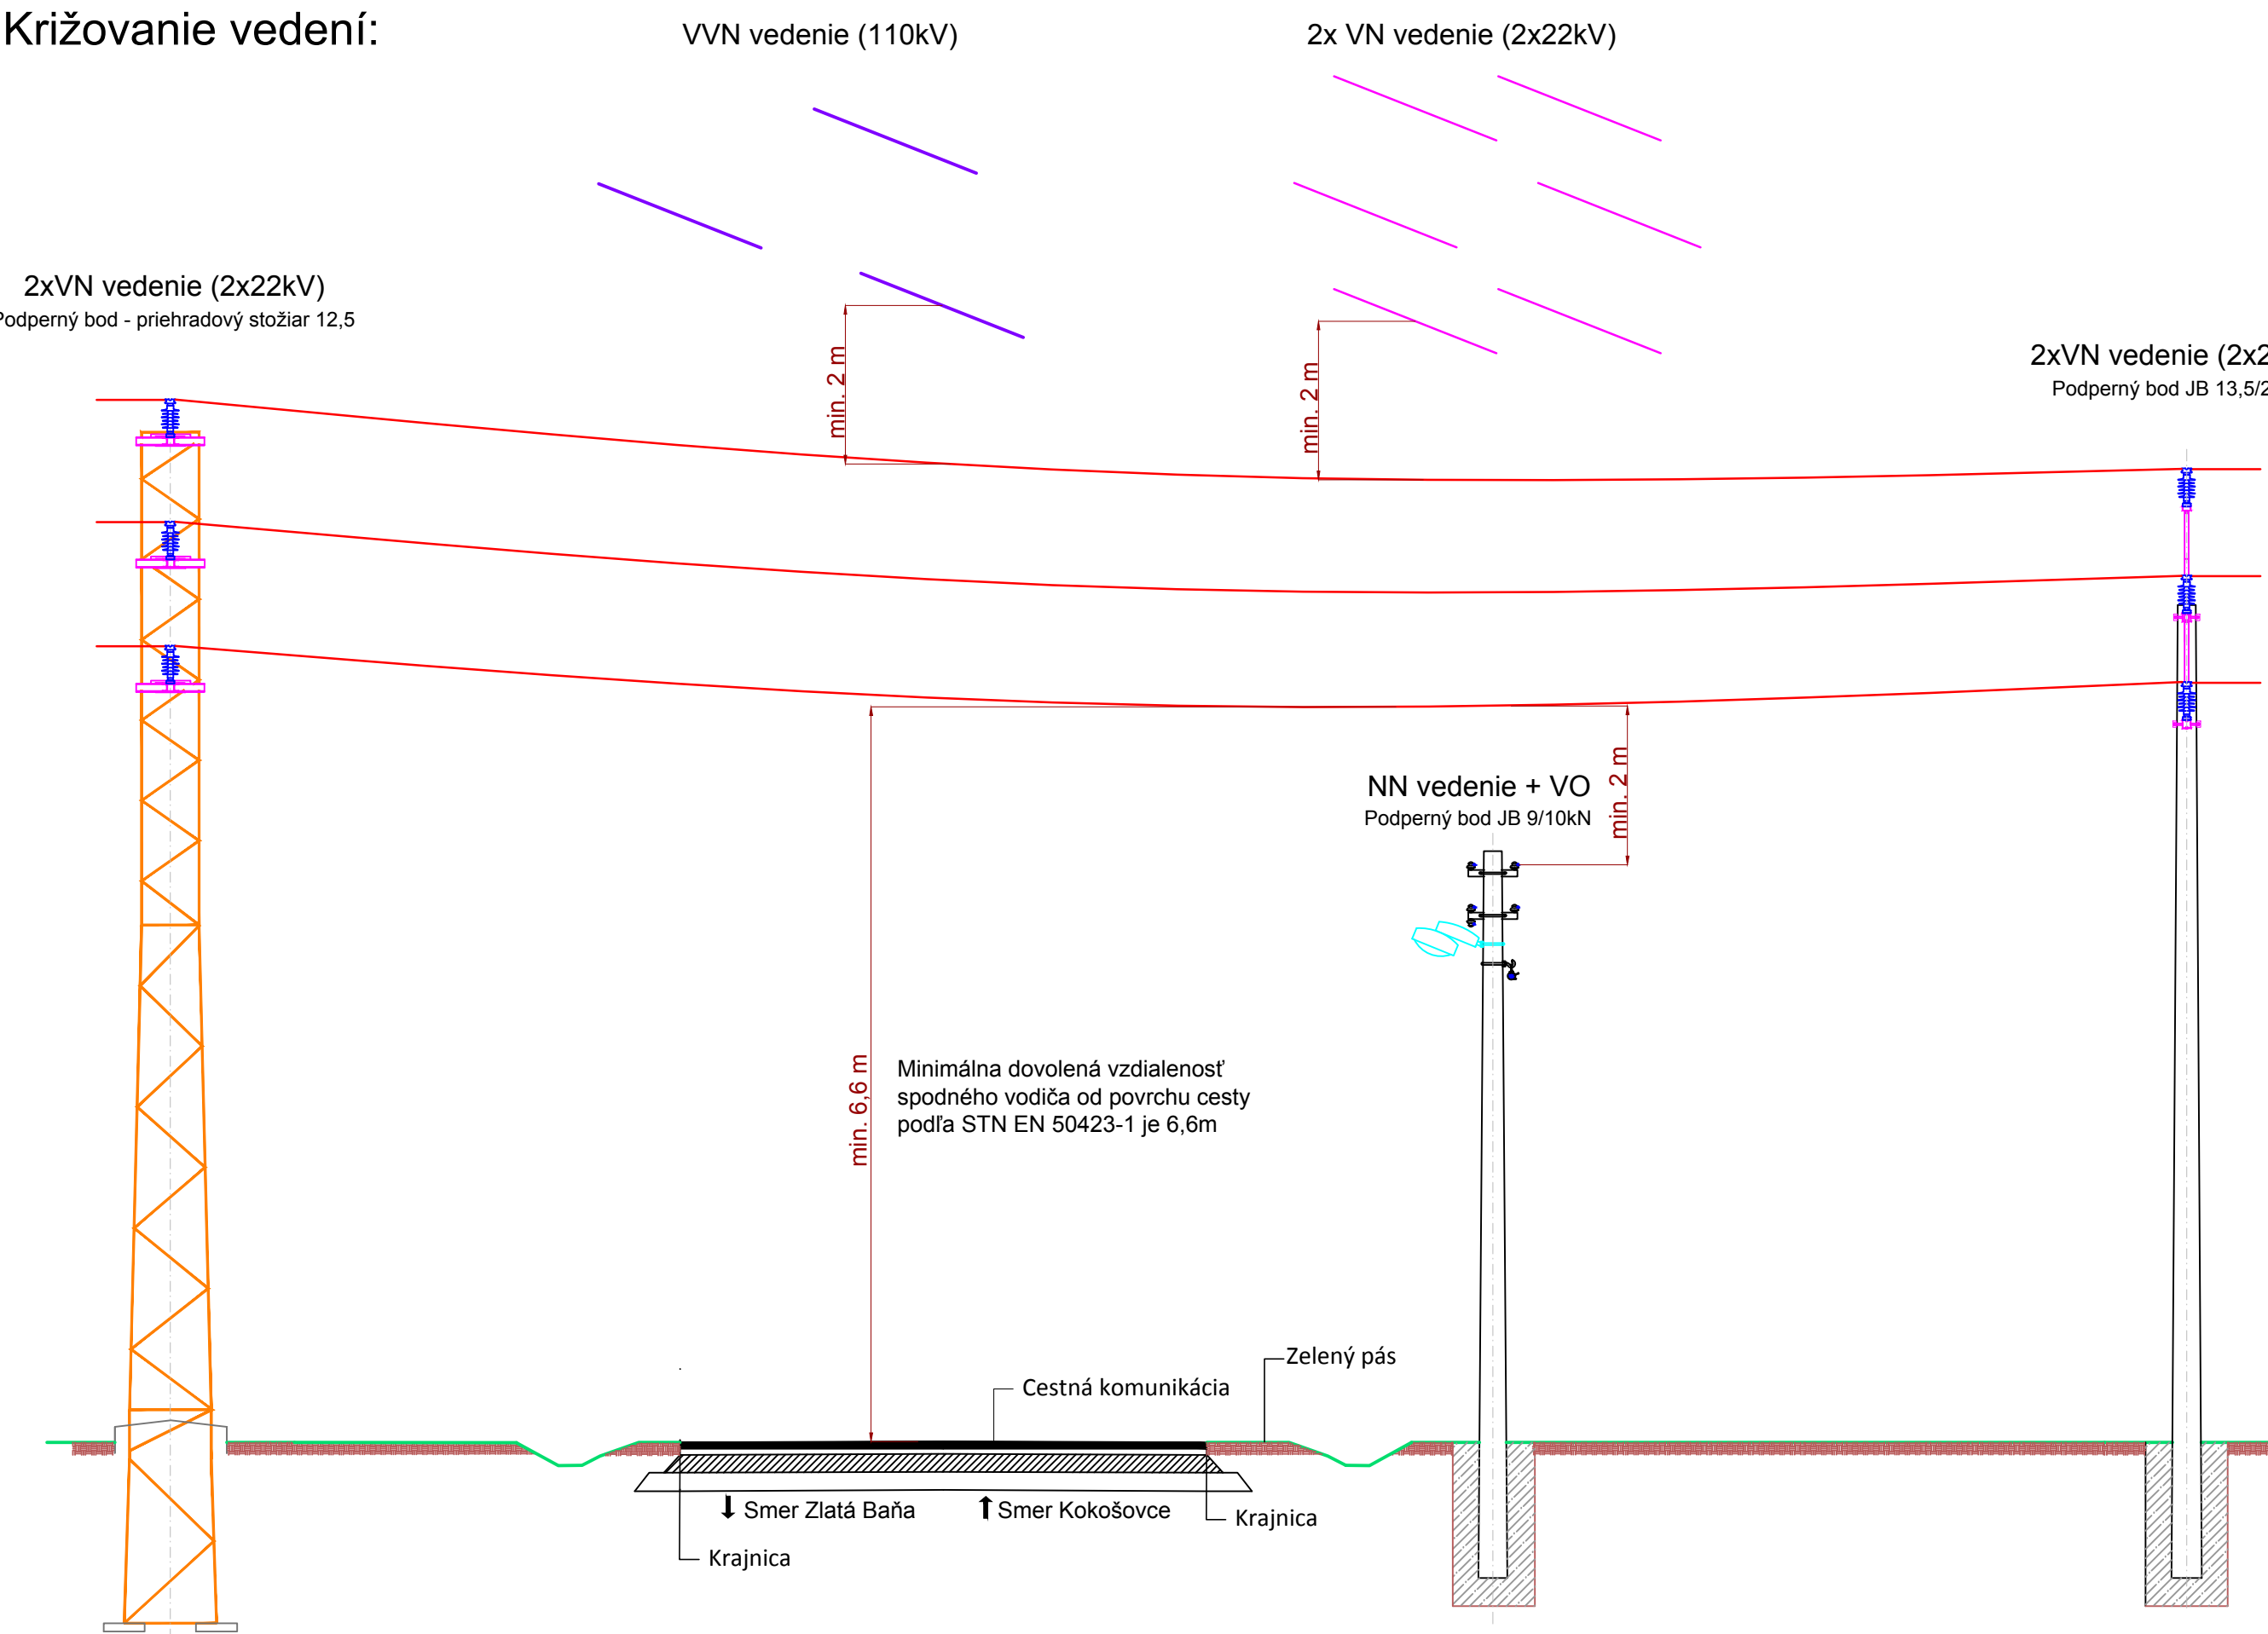 Križovanie vedení:
VVN vedenie (110kV)
2x VN vedenie (2x22kV)
2xVN vedenie (2x22kV)
Podperný bod - priehradový stožiar 12,5
min. 2 m
min. 2 m
2xVN vedenie (2x2
Podperný bod JB 13,5/2
NN vedenie + VO
Podperný bod JB 9/10kN
min. 2 m
min. 6,6 m
Minimálna dovolená vzdialenosť
spodného vodiča od povrchu cesty
podľa STN EN 50423-1 je 6,6m
Zelený pás
Cestná komunikácia
Smer Zlatá Baňa
Smer Kokošovce
Krajnica
Krajnica